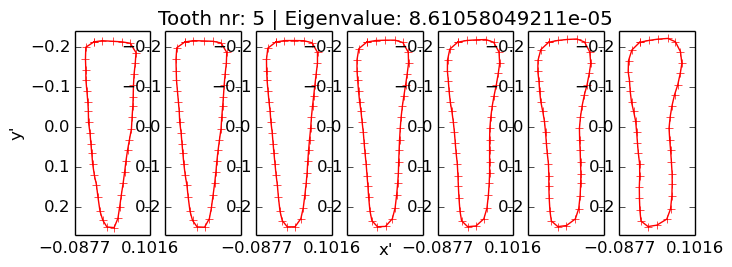 Tooth nr: 5 | Eigenvalue: 8.61058049211e-05
−0.2 −0.2 −0.2 −0.2 −0.2 −0.2 −0.2
−0.1 −0.1 −0.1 −0.1 −0.1 −0.1 −0.1
0.0 0.0 0.0 0.0 0.0 0.0 0.0
y'
0.1 0.1 0.1 0.1 0.1 0.1 0.1
0.2 0.2 0.2 0.2 0.2 0.2 0.2
−0.0877 0.1016 −0.0877 0.1016 −0.0877 0.1016 −0.0877 0.1016
x'